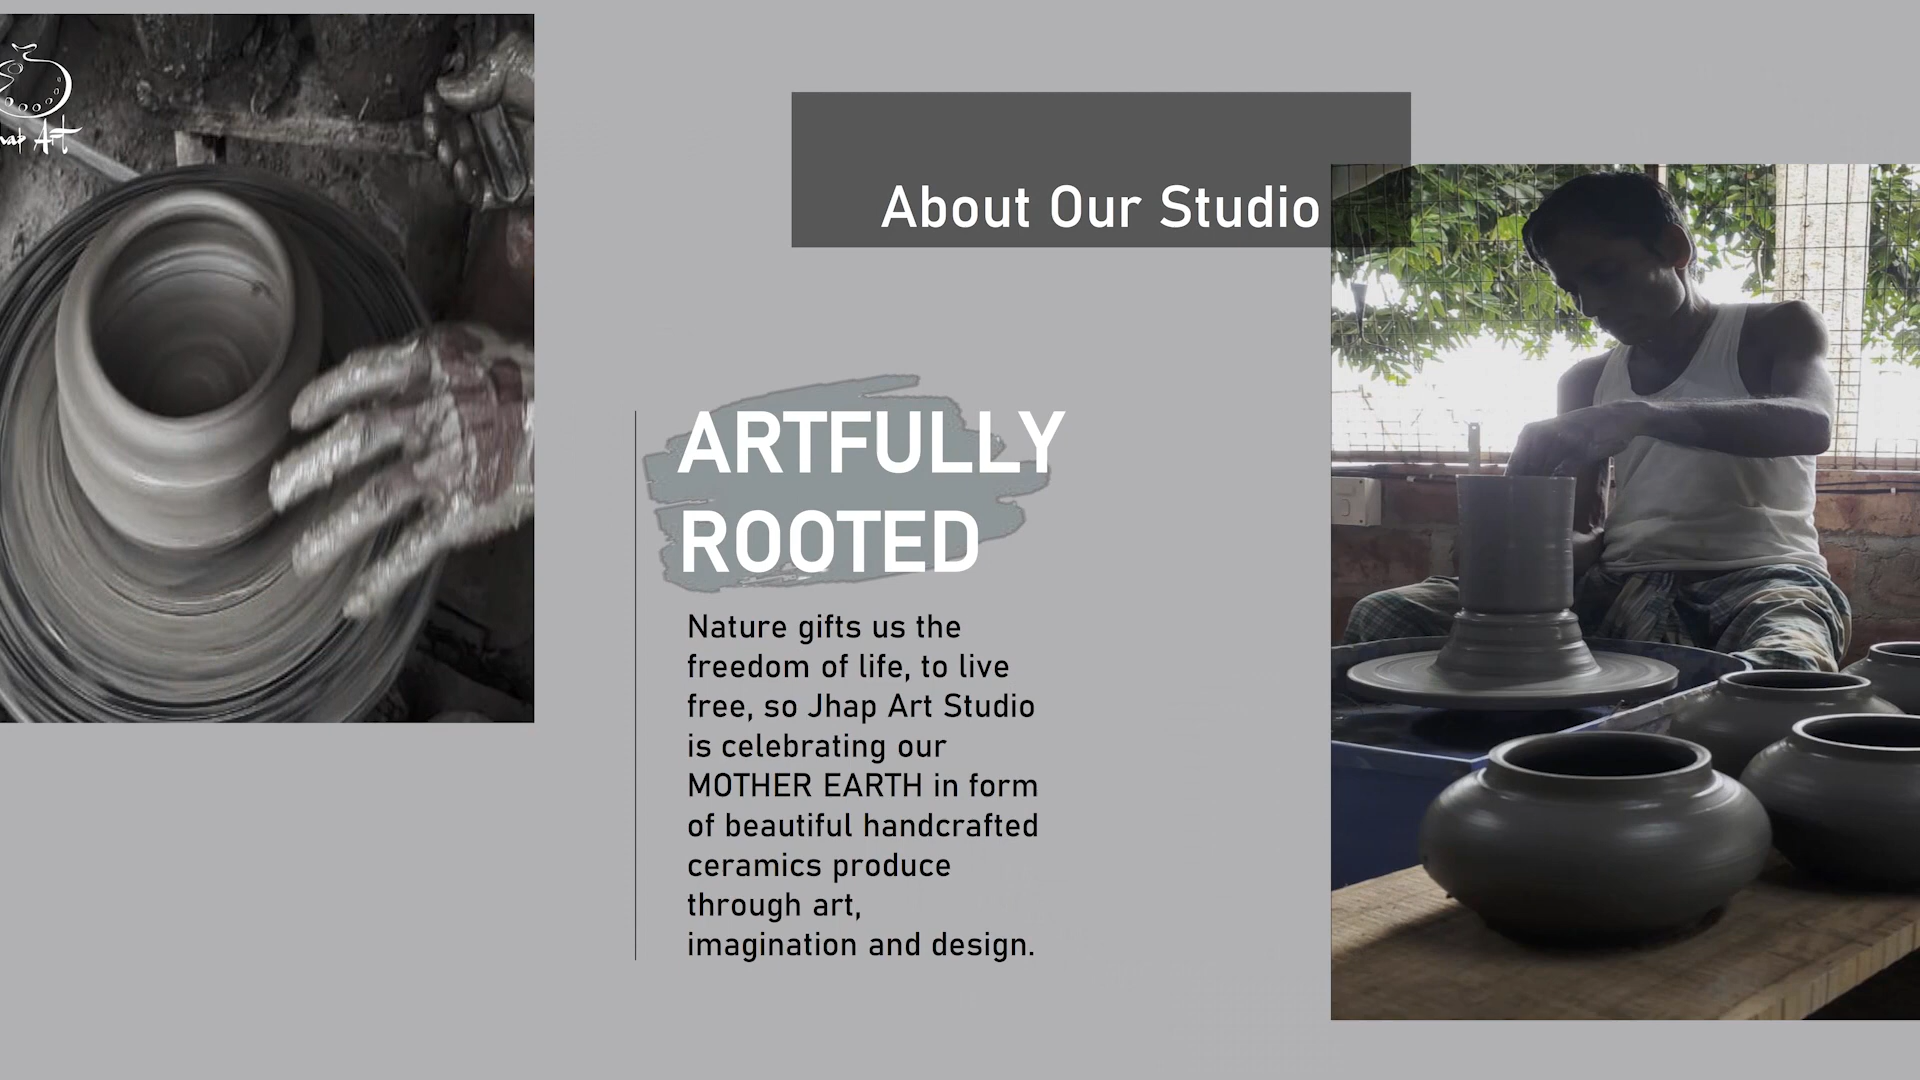 Art
About Our Studio
ARTFULLY
ROOTED
Nature gifts us the
freedom of life, to live
free, so Jhap Art Studio
is celebrating our
MOTHER EARTH in form
of beautiful handcrafted
ceramics produce
through art,
imagination and design.